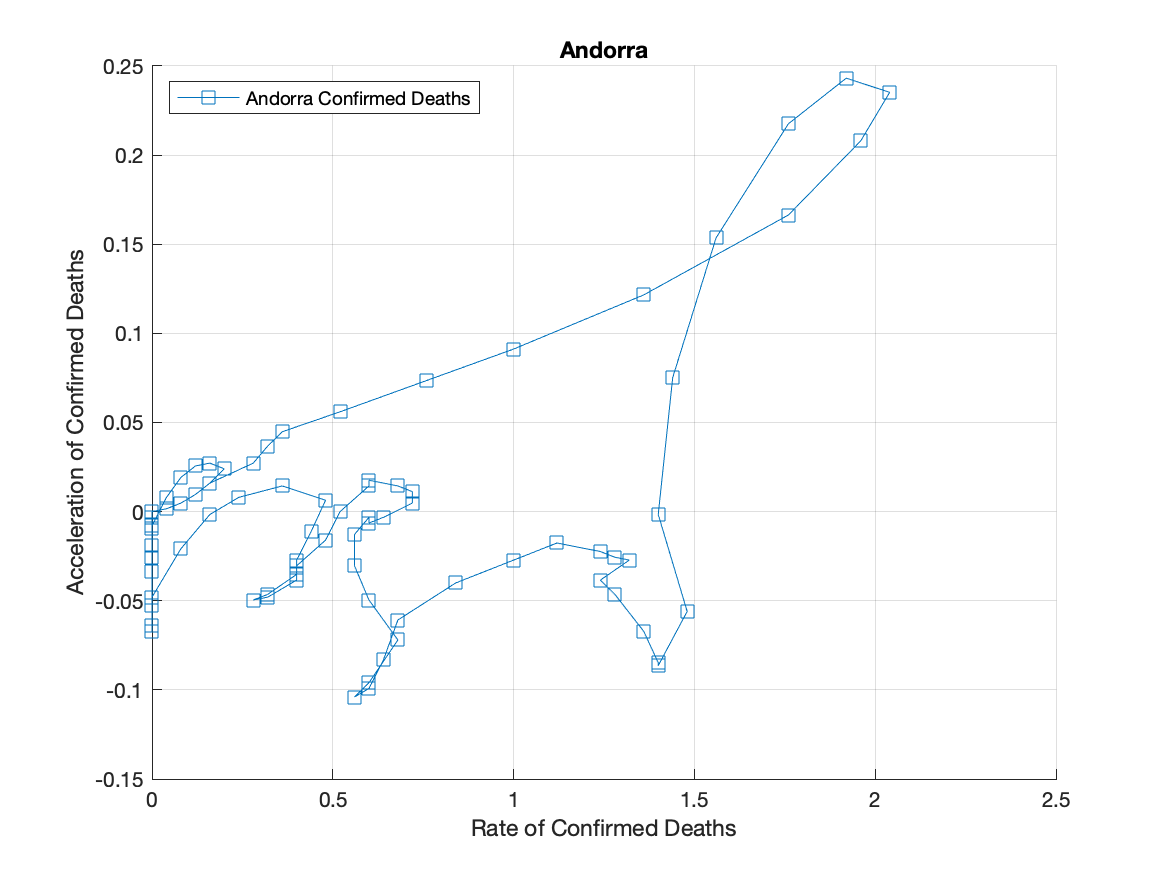 Andorra
0.25
Andorra Confirmed Deaths
0.2
0.15
0.1
0.05
0
-0.05
-0.1
-0.15
Acceleration of Confirmed Deaths
0 0.5 1 1.5 2 2.5
Rate of Confirmed Deaths